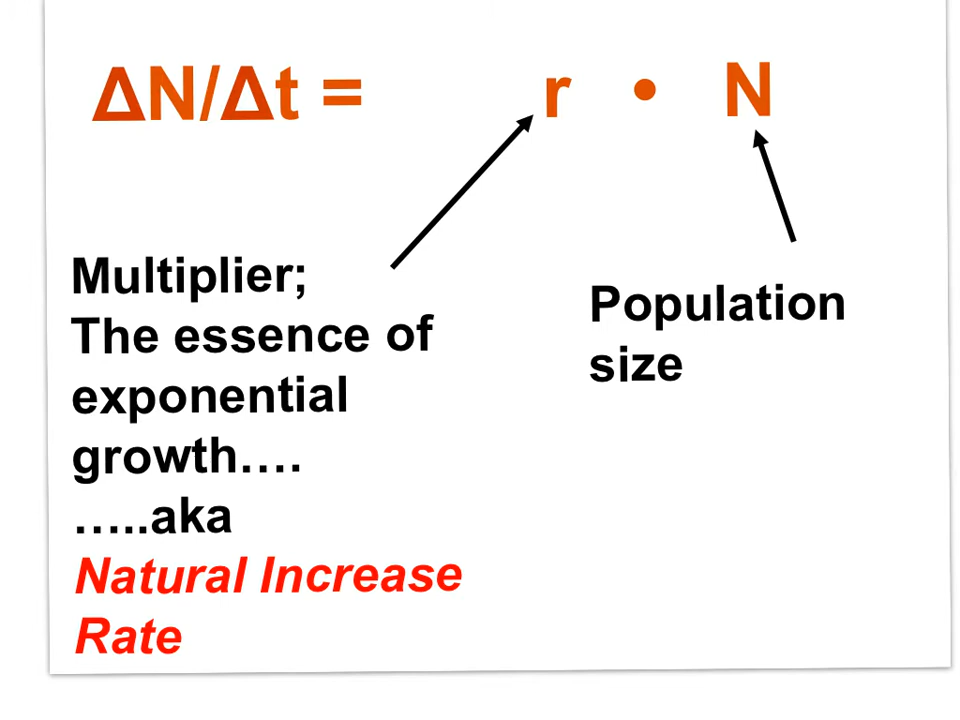 ΔN/Δt = r • N
Multiplier;
The essence of
exponential
growth….
…..aka
Natural Increase
Rate
Population
size